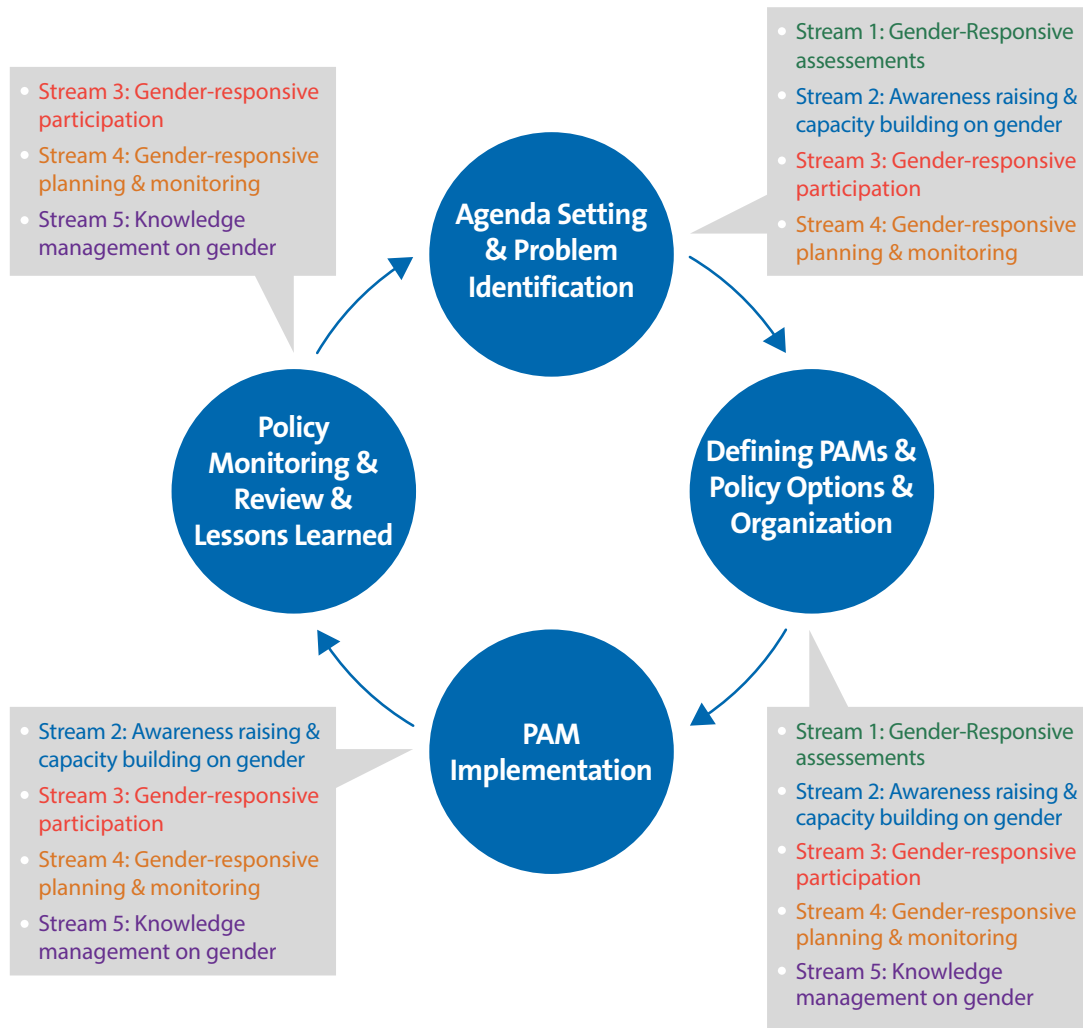 Stream 1: Gender-Responsive
assessements
Stream 2: Awareness raising &
capacity building on gender
Stream 3: Gender-responsive
participation
Stream 4: Gender-responsive
planning & monitoring
Stream 3: Gender-responsive
participation
Stream 4: Gender-responsive
planning & monitoring
Stream 5: Knowledge
management on gender
Agenda Setting
& Problem
Identification
Policy
Monitoring &
Review &
Lessons Learned
Defining PAMs &
Policy Options &
Organization
PAM
Implementation
Stream 2: Awareness raising &
capacity building on gender
Stream 3: Gender-responsive
participation
Stream 4: Gender-responsive
planning & monitoring
Stream 5: Knowledge
management on gender
Stream 1: Gender-Responsive
assessements
Stream 2: Awareness raising &
capacity building on gender
Stream 3: Gender-responsive
participation
Stream 4: Gender-responsive
planning & monitoring
Stream 5: Knowledge
management on gender